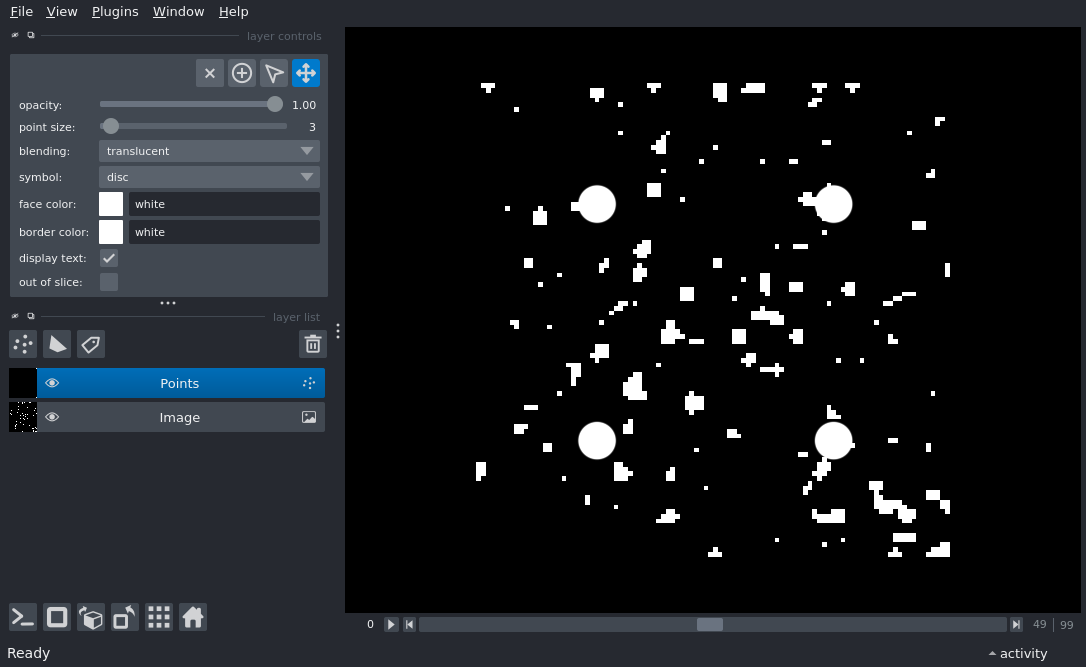 File View Plugins Window Help
layer controls
opacity: 1.00
point size: 3
blending: translucent
symbol: disc
face color: white
border color: white
display text:
out of slice:
layer list
Points
Image
0 49 | 99
Ready activity